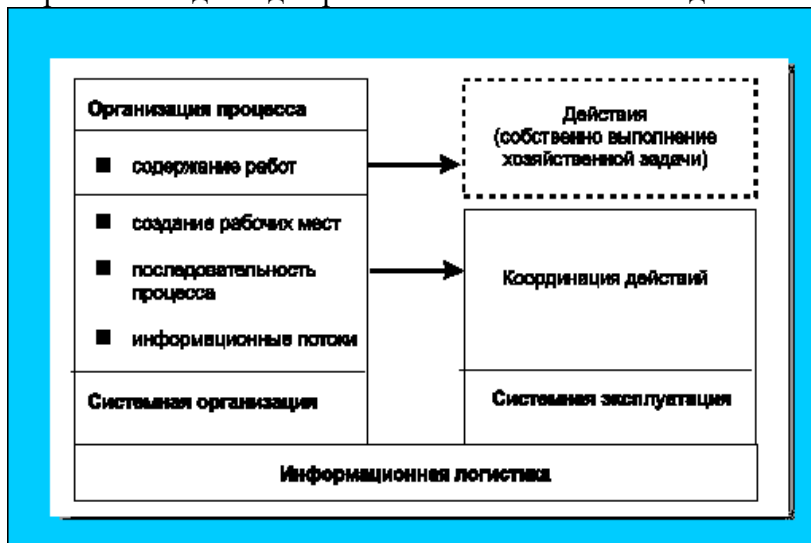 Организация процесса
■ содержание работ
■ создание рабочих мест
■ последовательность
процесса
■ информационные потоки
Системная организация
Действия
(собственно выполнение
хозяйственной задачи)
Координация действий
Системная эксплуатация
Информационная логистика